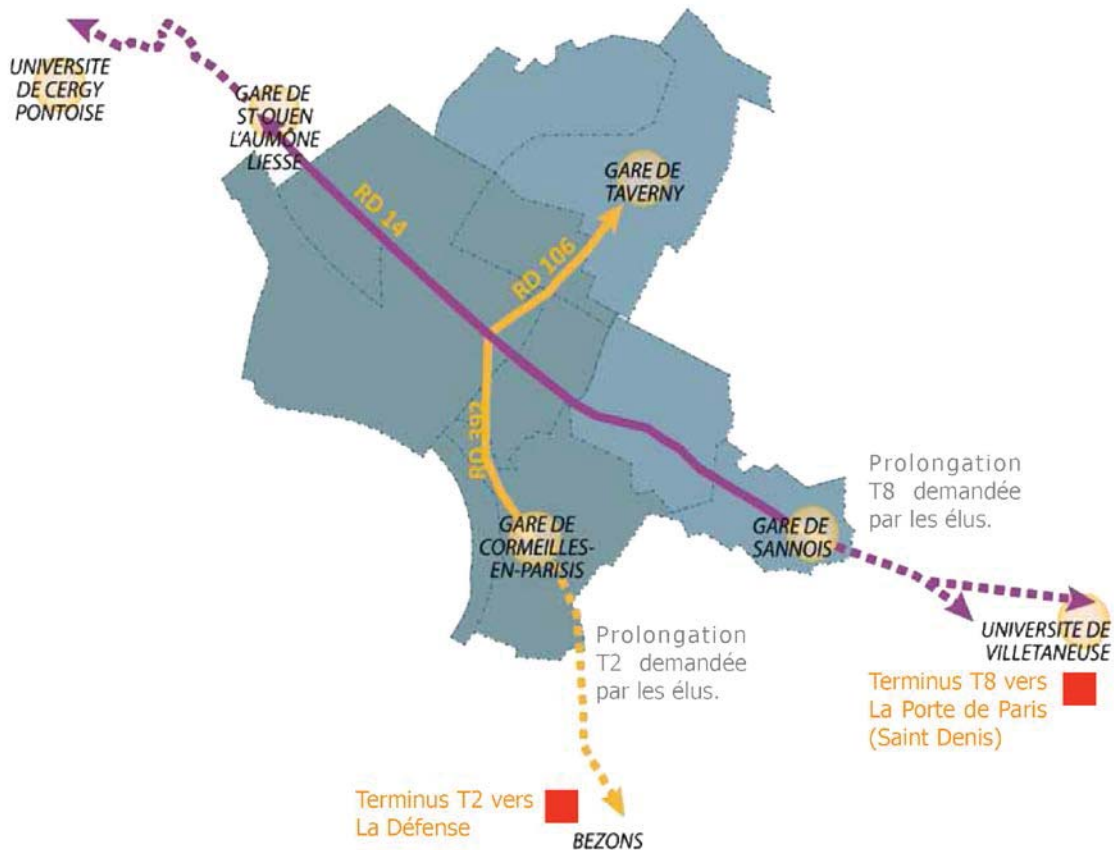 UNIVERSITE
DE CERGY
PONTOISE
GARE DE
ST OUEN
L'AUMÔNE
LIESSE
GARE DE
TAVERNY
RD 14
RD 106
RD 392
GARE DE
CORMEILLES-
EN-PARISIS
GARE DE
SANNOIS
Prolongation
T8 demandée
par les élus.
UNIVERSITE DE
VILLETANEUSE
Prolongation
T2 demandée
par les élus.
Terminus T8 vers
La Porte de Paris
(Saint Denis)
Terminus T2 vers
La Défense
BEZONS